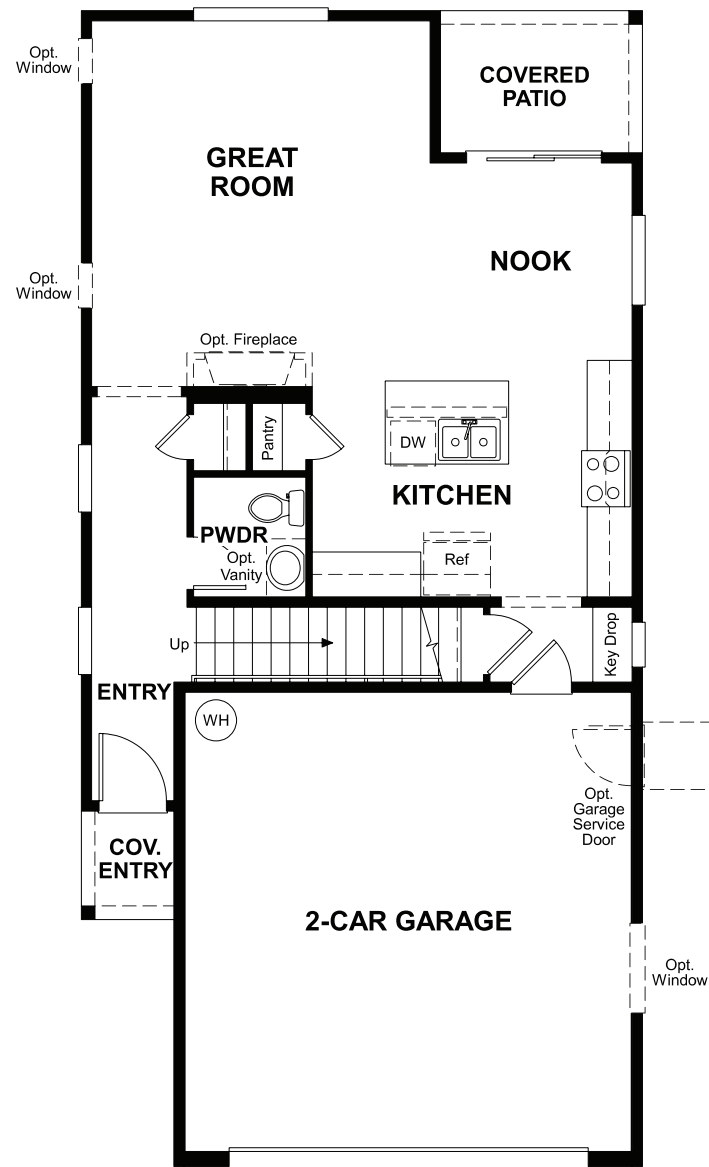 Opt.
Window
COVERED
PATIO
GREAT
ROOM
NOOK
Opt.
Window
Opt. Fireplace
Pantry
DW
KITCHEN
PWDR
Opt.
Vanity
Ref
Up
Key Drop
ENTRY
WH
Opt.
Garage
Service
Door
COV.
ENTRY
2-CAR GARAGE
Opt.
Window